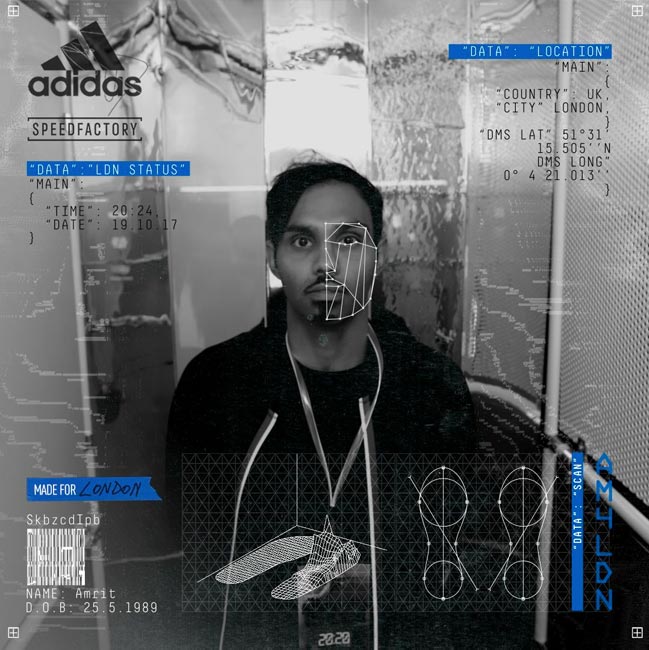 adidas
SPEEDFACTORY
"DATA":"LDN STATUS"
"MAIN":
{
"TIME": 20:24,
"DATE": 19.10.17
}
"DATA": "LOCATION"
"MAIN":
{
"COUNTRY": UK,
"CITY" LONDON,
}
"DMS LAT" 51°31'
15.505''N
DMS LONG"
0° 4 21.013''
}
MADE FOR LONDON
SkbzcdIpb
NAME: Amrit
D.O.B: 25.5.1989
"DATA": "SCAN"
AM4LDN
20:20